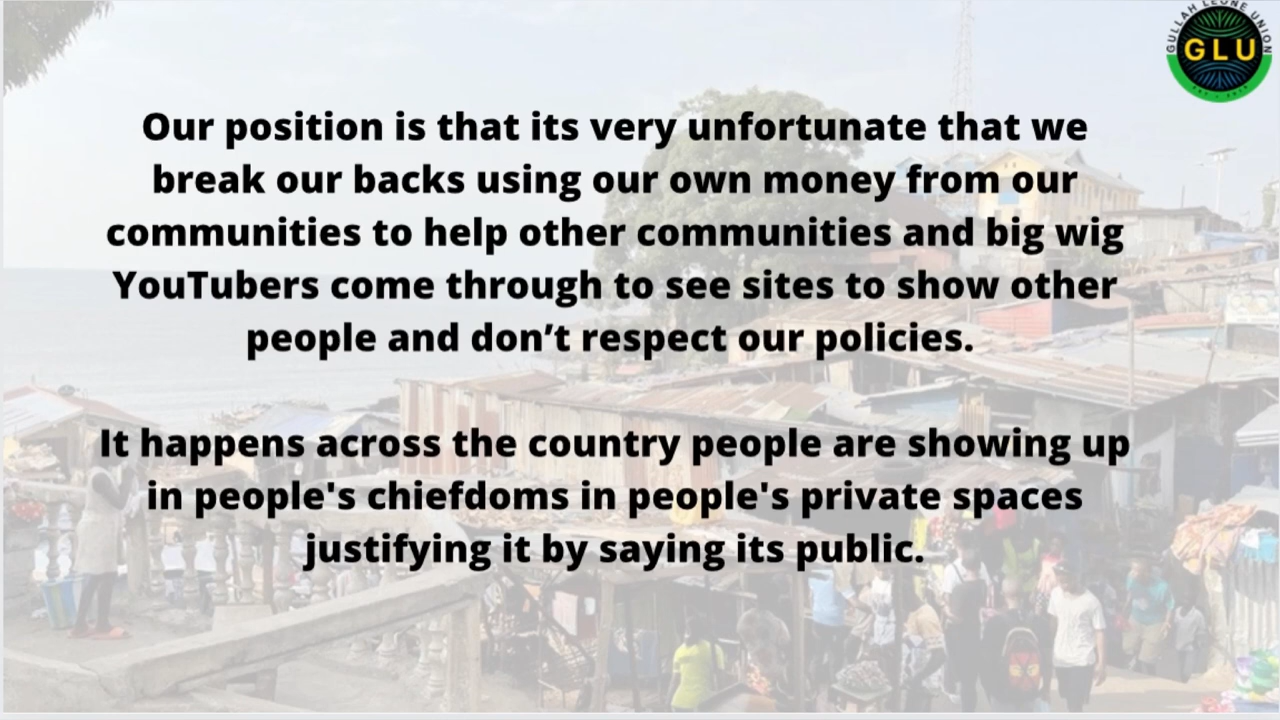 GULLAH LEONE UNION
GLU
Our position is that its very unfortunate that we
break our backs using our own money from our
communities to help other communities and big wig
YouTubers come through to see sites to show other
people and don’t respect our policies.
It happens across the country people are showing up
in people's chiefdoms in people's private spaces
justifying it by saying its public.